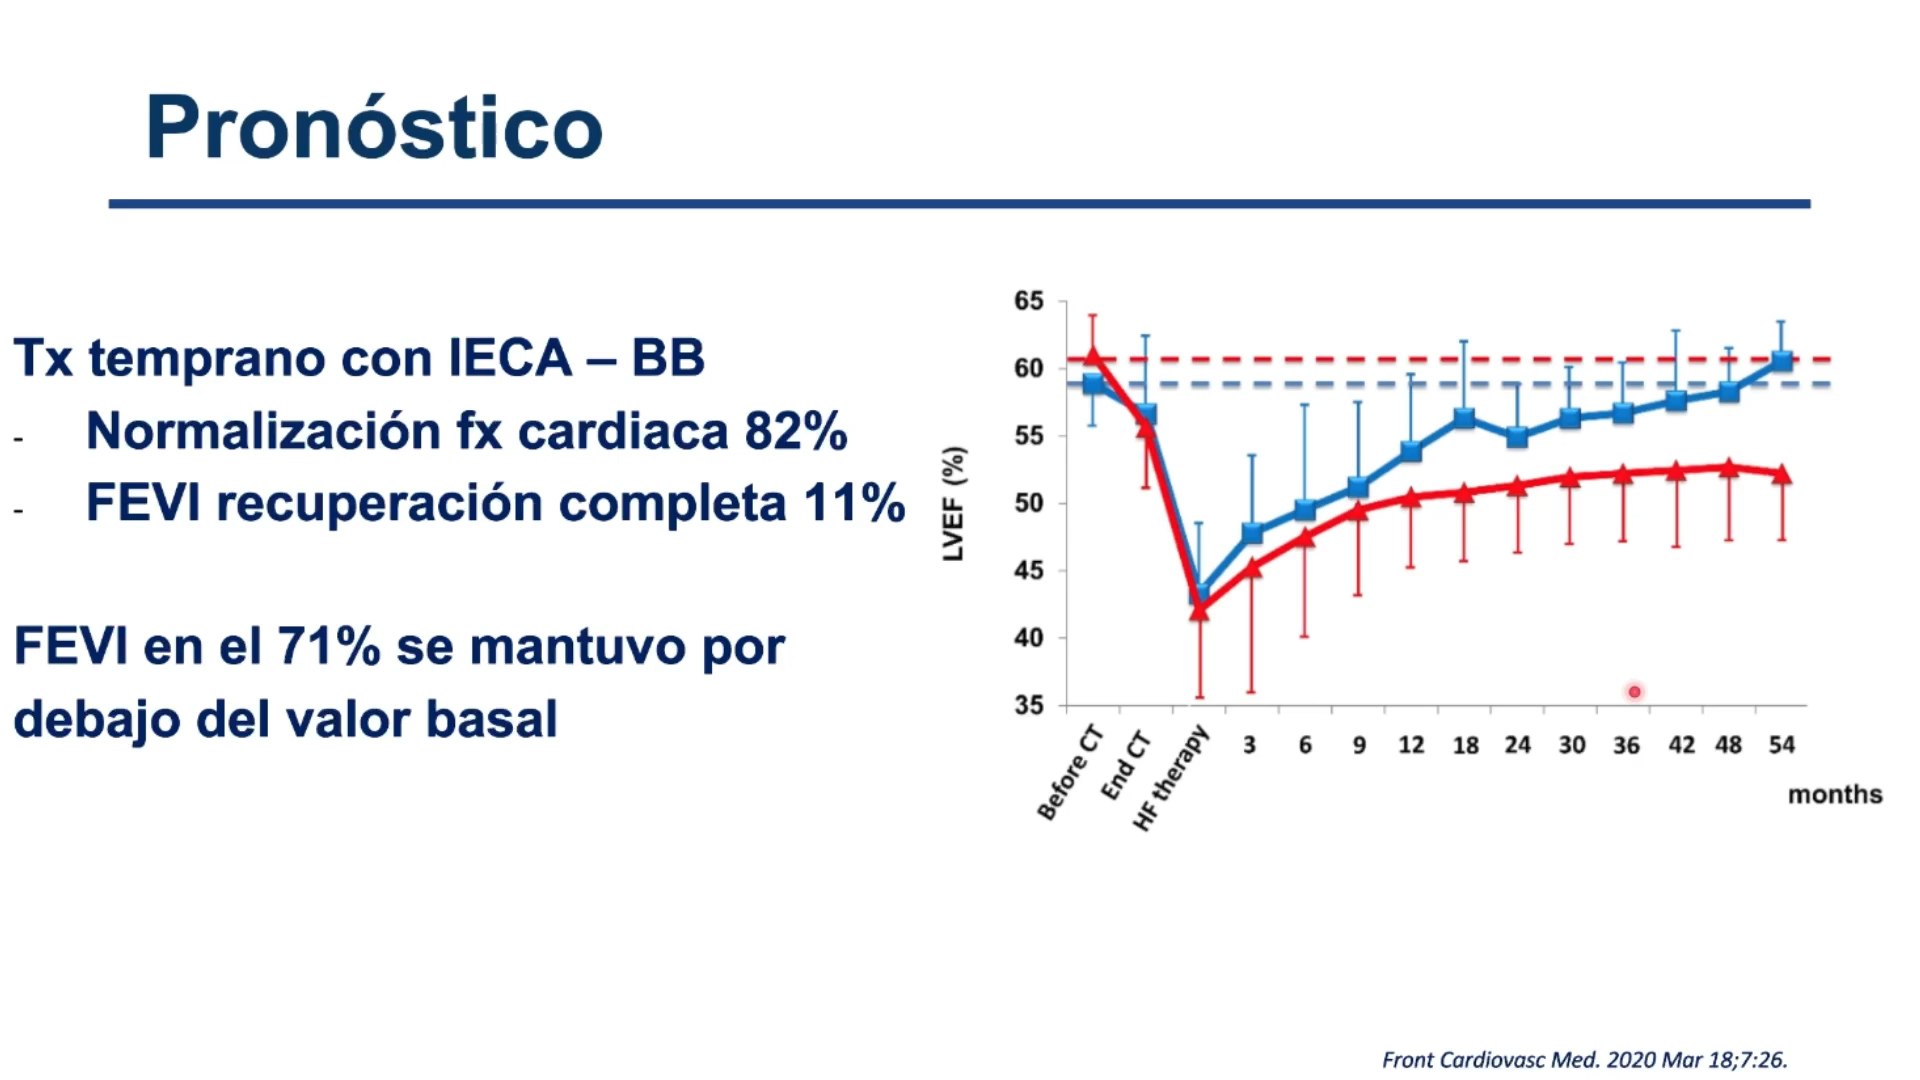 Pronóstico
Tx temprano con IECA – BB
- Normalización fx cardiaca 82%
- FEVI recuperación completa 11%
FEVI en el 71% se mantuvo por
debajo del valor basal
LVEF (%)
65
60
55
50
45
40
35
Before CT
End CT
HF therapy
3 6 9 12 18 24 30 36 42 48 54
months
Front Cardiovasc Med. 2020 Mar 18;7:26.